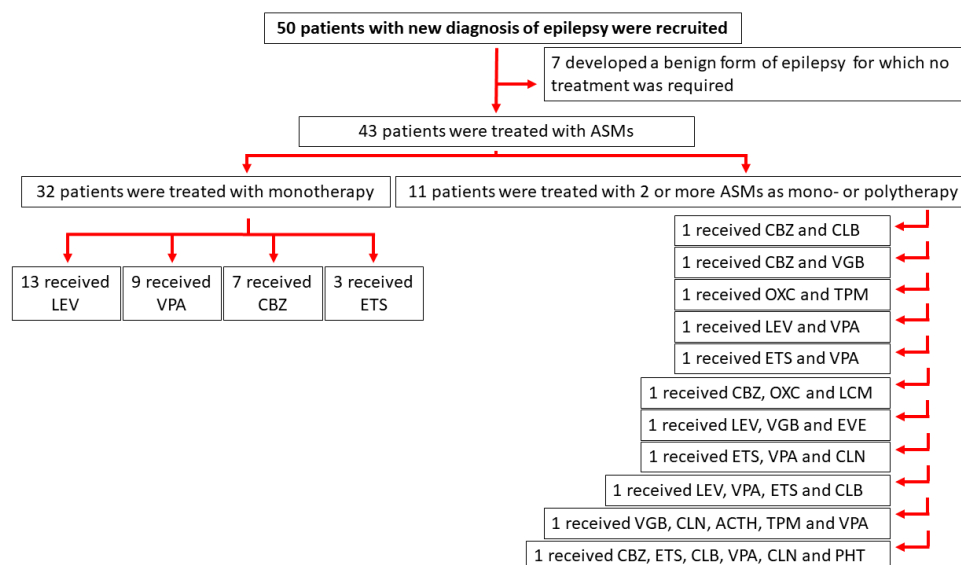 50 patients with new diagnosis of epilepsy were recruited
7 developed a benign form of epilepsy for which no
treatment was required
43 patients were treated with ASMs
32 patients were treated with monotherapy
11 patients were treated with 2 or more ASMs as mono- or polytherapy
13 received
LEV
9 received
VPA
7 received
CBZ
3 received
ETS
1 received CBZ and CLB
1 received CBZ and VGB
1 received OXC and TPM
1 received LEV and VPA
1 received ETS and VPA
1 received CBZ, OXC and LCM
1 received LEV, VGB and EVE
1 received ETS, VPA and CLN
1 received LEV, VPA, ETS and CLB
1 received VGB, CLN, ACTH, TPM and VPA
1 received CBZ, ETS, CLB, VPA, CLN and PHT